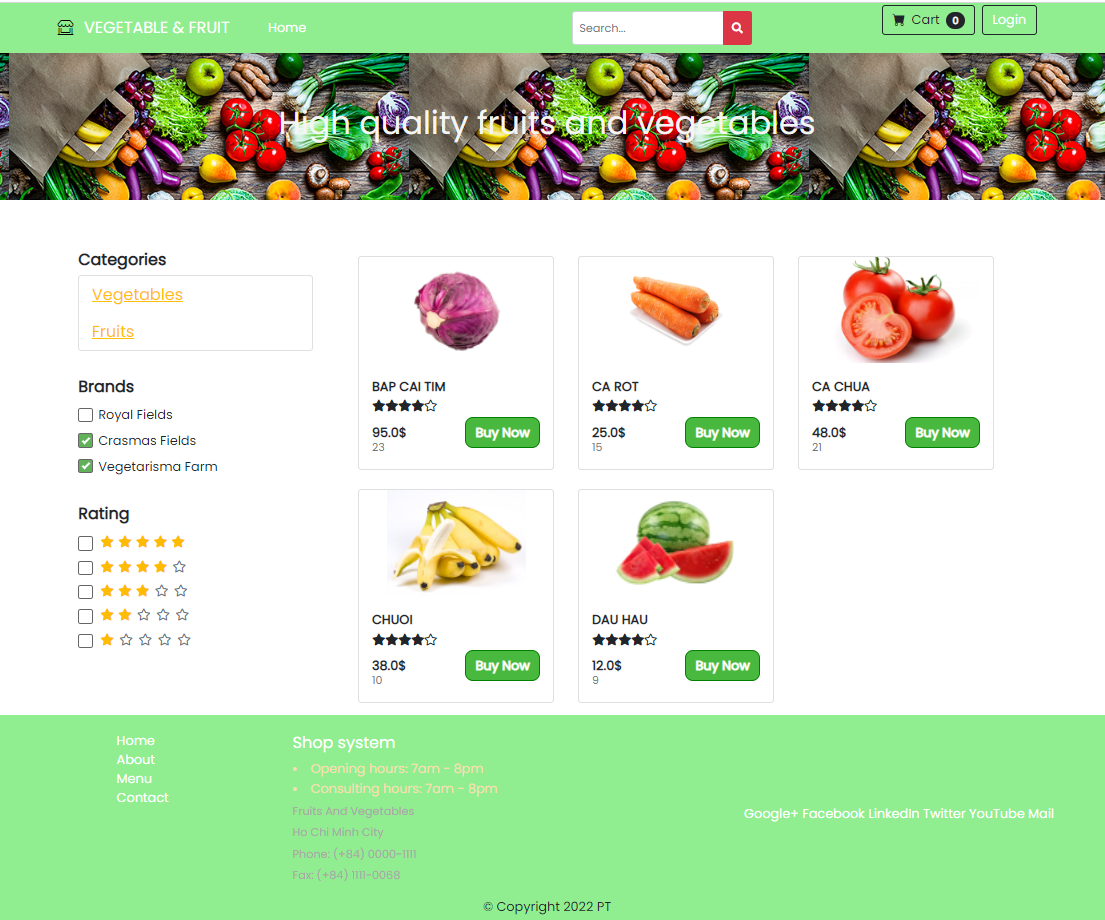 VEGETABLE & FRUIT Home Search... Cart 0 Login
High quality fruits and vegetables
Categories
Vegetables
Fruits
Brands
Royal Fields
Crasmas Fields
Vegetarisma Farm
Rating
BAP CAI TIM
95.0$
23
Buy Now
CA ROT
25.0$
15
Buy Now
CA CHUA
48.0$
21
Buy Now
CHUOI
38.0$
10
Buy Now
DAU HAU
12.0$
9
Buy Now
Home
About
Menu
Contact
Shop system
• Opening hours: 7am - 8pm
• Consulting hours: 7am - 8pm
Fruits And Vegetables
Ho Chi Minh City
Phone: (+84) 0000-1111
Fax: (+84) 1111-0068
Google+ Facebook LinkedIn Twitter YouTube Mail
© Copyright 2022 PT